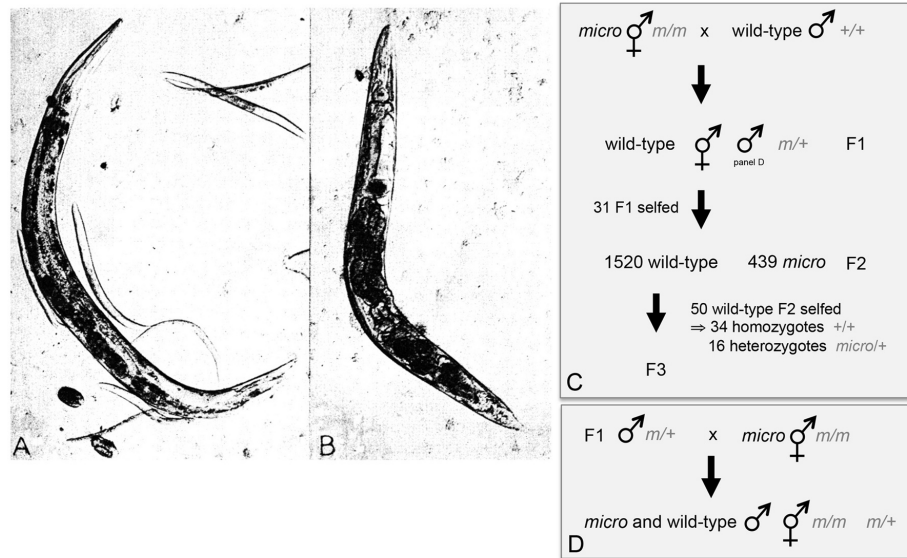 A
B
micro ⚥ m/m x wild-type ♂ +/+
wild-type ⚥ ♂ m/+ F1
panel D
31 F1 selfed
1520 wild-type 439 micro F2
50 wild-type F2 selfed
⇒ 34 homozygotes +/+
16 heterozygotes micro/+
F3
C
F1 ♂ m/+ x micro ⚥ m/m
micro and wild-type ♂ ⚥ m/m m/+
D